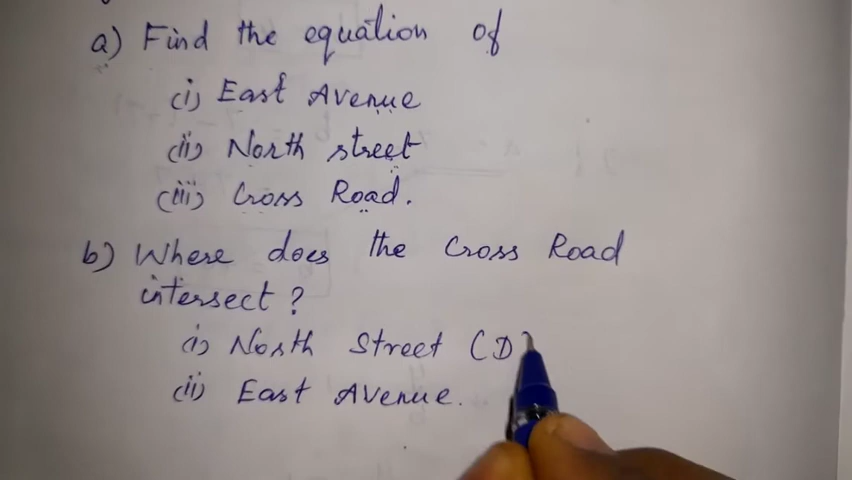 a) Find the equation of
(i) East Avenue
(ii) North street
(iii) Cross Road.
b) Where does the Cross Road
intersect?
i) North Street (D)
(ii) East Avenue.